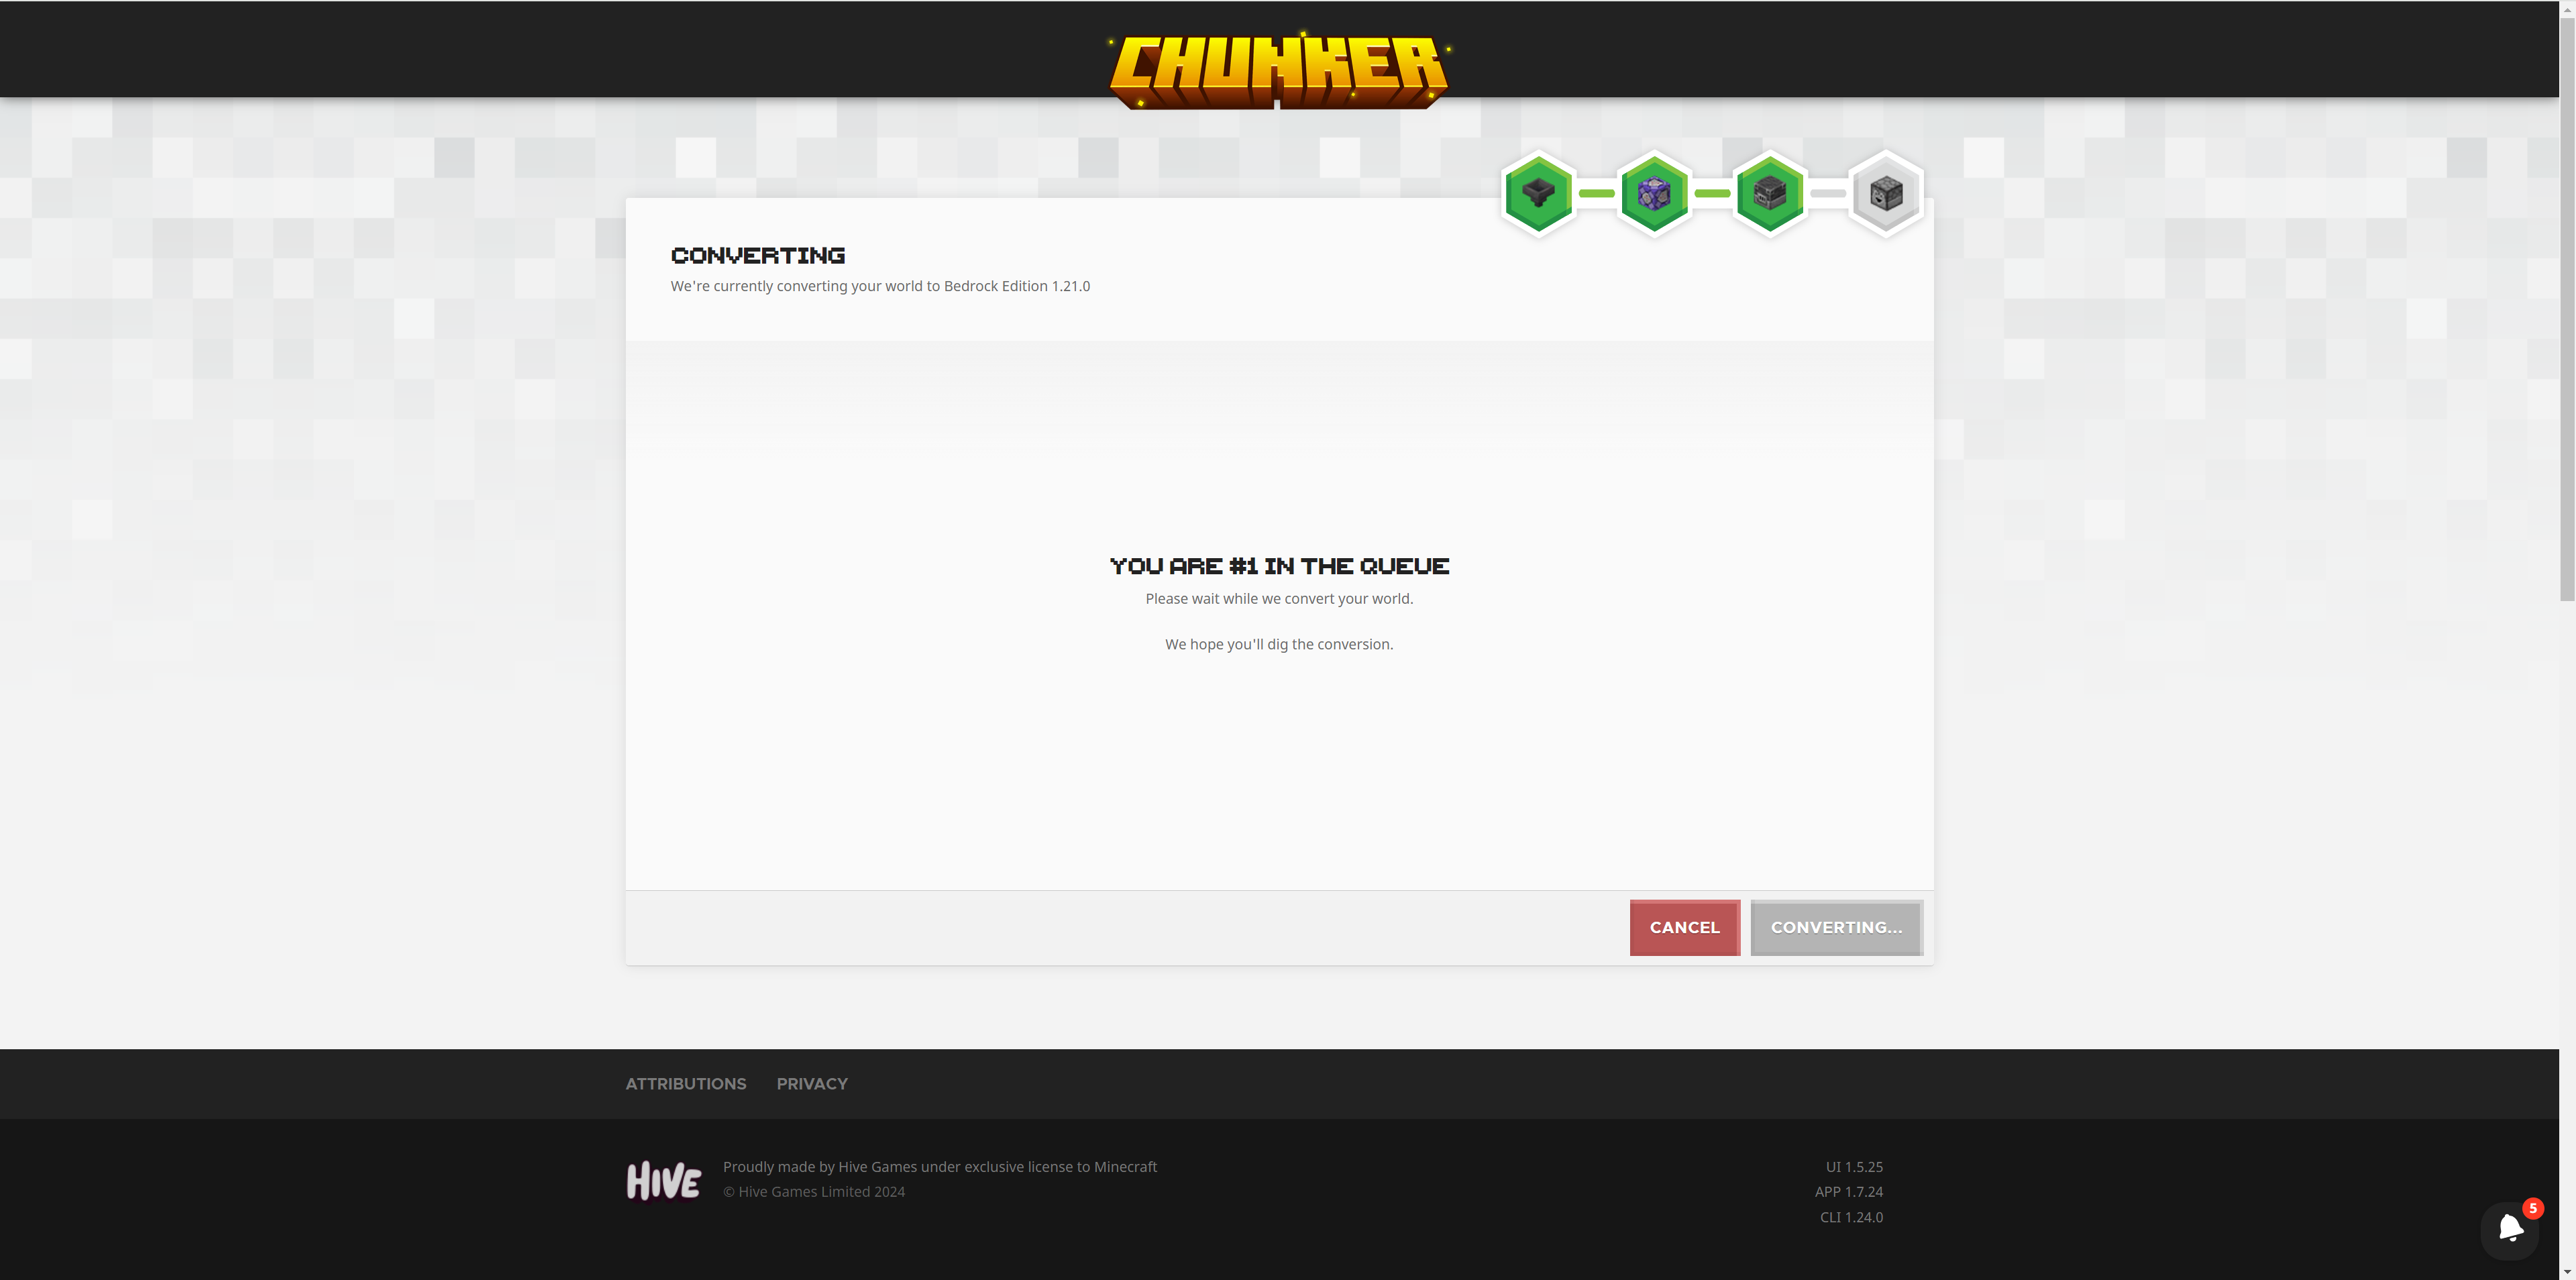 CHUNKER
CONVERTING
We're currently converting your world to Bedrock Edition 1.21.0
YOU ARE #1 IN THE QUEUE
Please wait while we convert your world.
We hope you'll dig the conversion.
CANCEL
CONVERTING...
ATTRIBUTIONS
PRIVACY
HIVE
Proudly made by Hive Games under exclusive license to Minecraft
© Hive Games Limited 2024
UI 1.5.25
APP 1.7.24
CLI 1.24.0
5